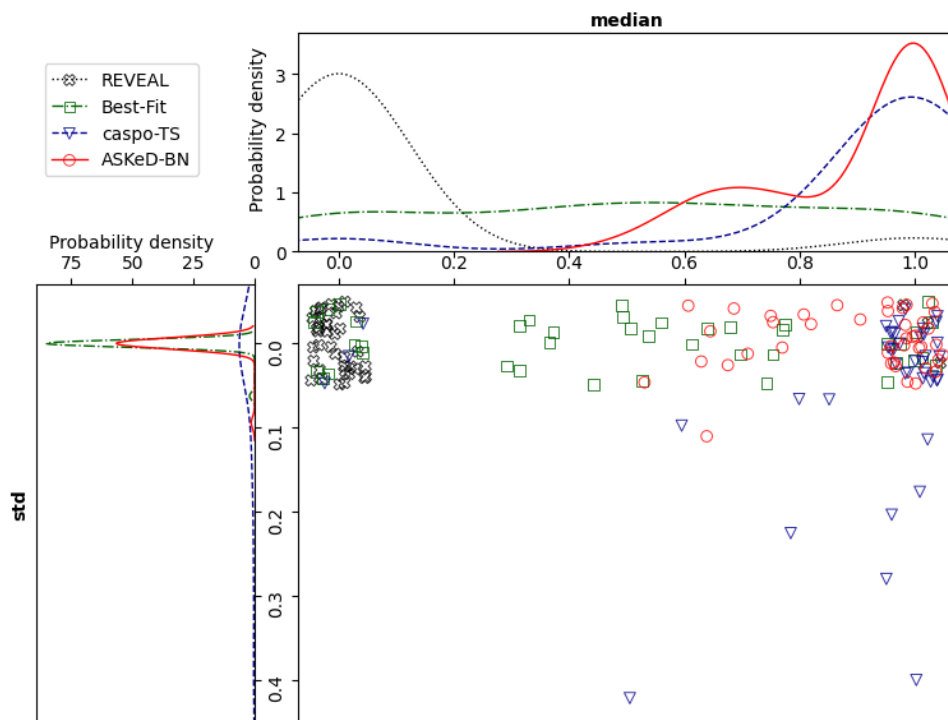 median
REVEAL
Best-Fit
caspo-TS
ASKeD-BN
Probability density
3
2
1
0
0.0 0.2 0.4 0.6 0.8 1.0
Probability density
75 50 25 0
std
0.0
0.1
0.2
0.3
0.4